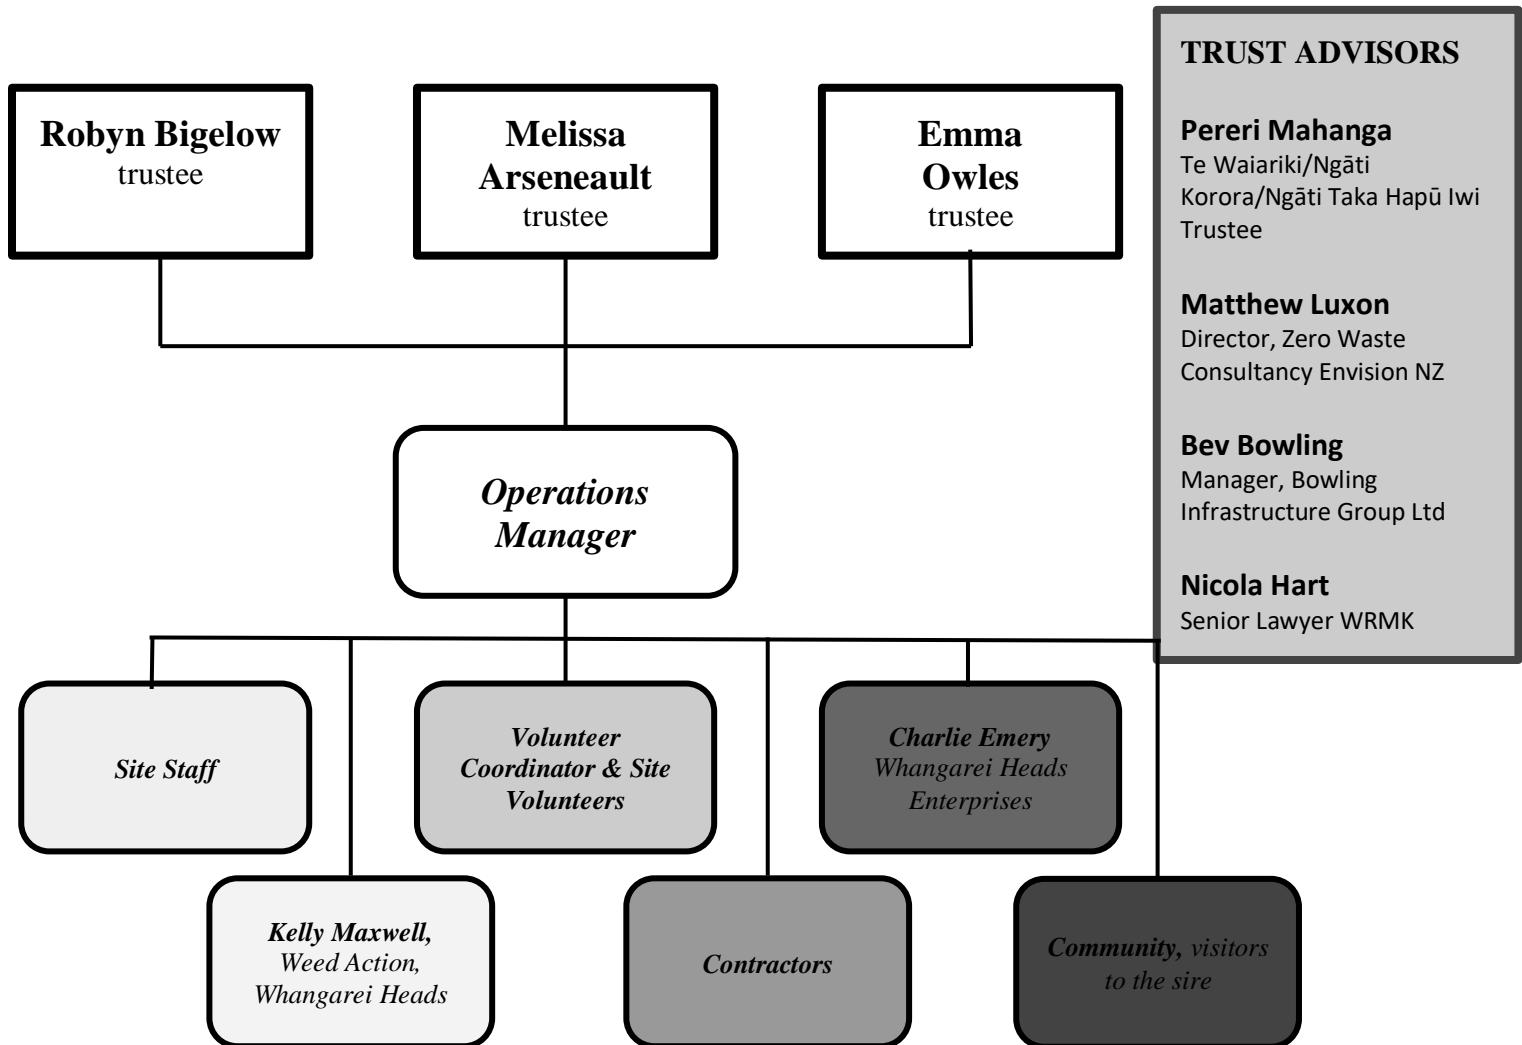 Robyn Bigelow
trustee
Melissa
Arseneault
trustee
Emma
Owles
trustee
TRUST ADVISORS
Pereri Mahanga
Te Waiariki/Ngāti
Korora/Ngāti Taka Hapū Iwi
Trustee
Matthew Luxon
Director, Zero Waste
Consultancy Envision NZ
Bev Bowling
Manager, Bowling
Infrastructure Group Ltd
Nicola Hart
Senior Lawyer WRMK
Operations
Manager
Site Staff
Volunteer
Coordinator & Site
Volunteers
Charlie Emery
Whangarei Heads
Enterprises
Kelly Maxwell,
Weed Action,
Whangarei Heads
Contractors
Community, visitors
to the sire